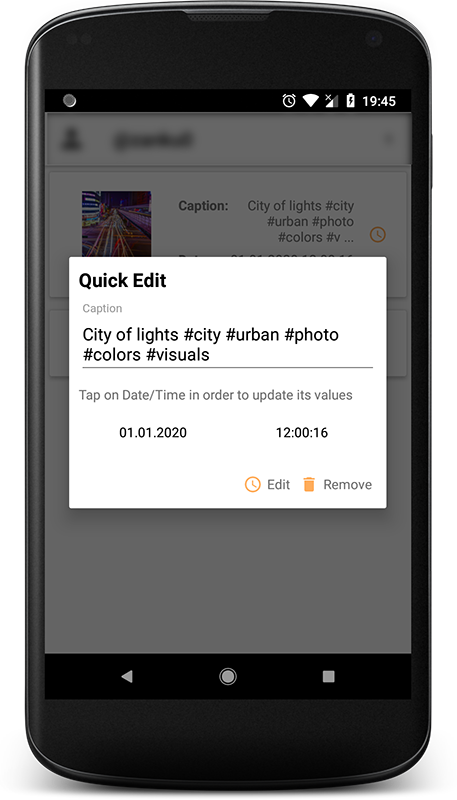 19:45
Caption: City of lights #city
#urban #photo
#colors #v ...
Quick Edit
Caption
City of lights #city #urban #photo
#colors #visuals
Tap on Date/Time in order to update its values
01.01.2020 12:00:16
Edit Remove